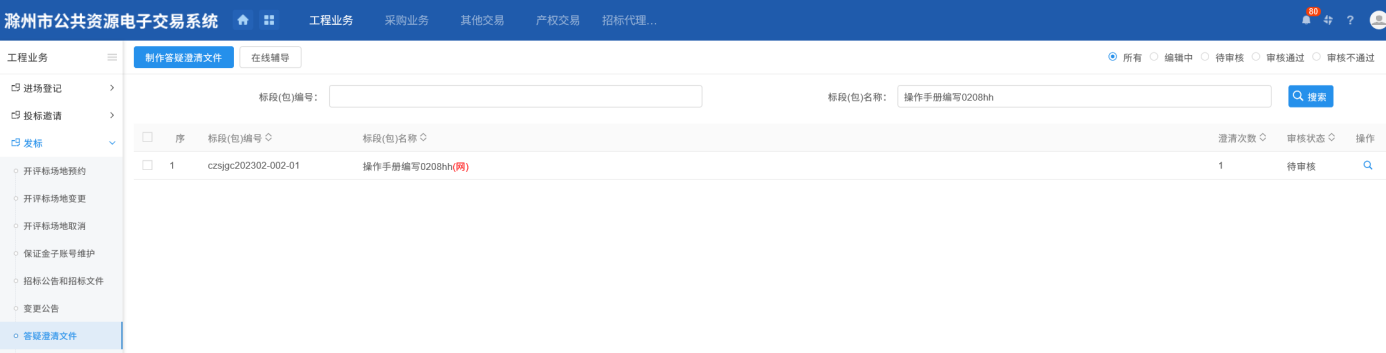 滁州市公共资源电子交易系统 工程业务 采购业务 其他交易 产权交易 招标代理... 80 ?
工程业务 制作答疑澄清文件 在线辅导 所有 编辑中 待审核 审核通过 审核不通过
进场登记
标段(包)编号: 标段(包)名称: 操作手册编写0208hh 搜索
投标邀请
发标
序 标段(包)编号 标段(包)名称 澄清次数 审核状态 操作
1 czsjgc202302-002-01 操作手册编写0208hh(网) 1 待审核
开评标场地预约
开评标场地变更
开评标场地取消
保证金子账号维护
招标公告和招标文件
变更公告
答疑澄清文件